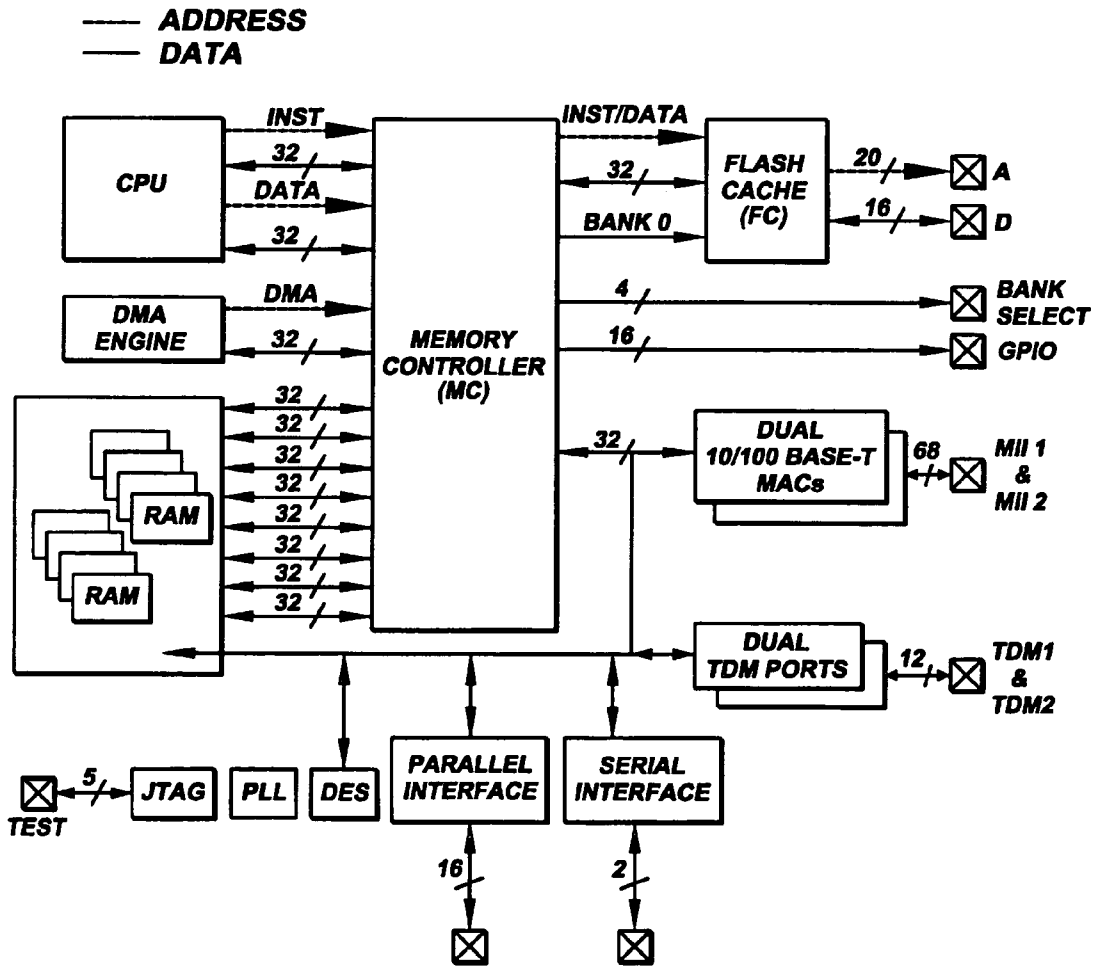 ADDRESS
DATA
CPU
INST
32
DATA
32
DMA
ENGINE
DMA
32
MEMORY
CONTROLLER
(MC)
INST/DATA
32
BANK 0
FLASH
CACHE
(FC)
20
A
16
D
4
BANK
SELECT
16
GPIO
32
32
32
32
32
32
32
32
RAM
RAM
32
DUAL
10/100 BASE-T
MACs
68
MII 1
&
MII 2
DUAL
TDM PORTS
12
TDM1
&
TDM2
TEST
5
JTAG
PLL
DES
PARALLEL
INTERFACE
SERIAL
INTERFACE
16
2